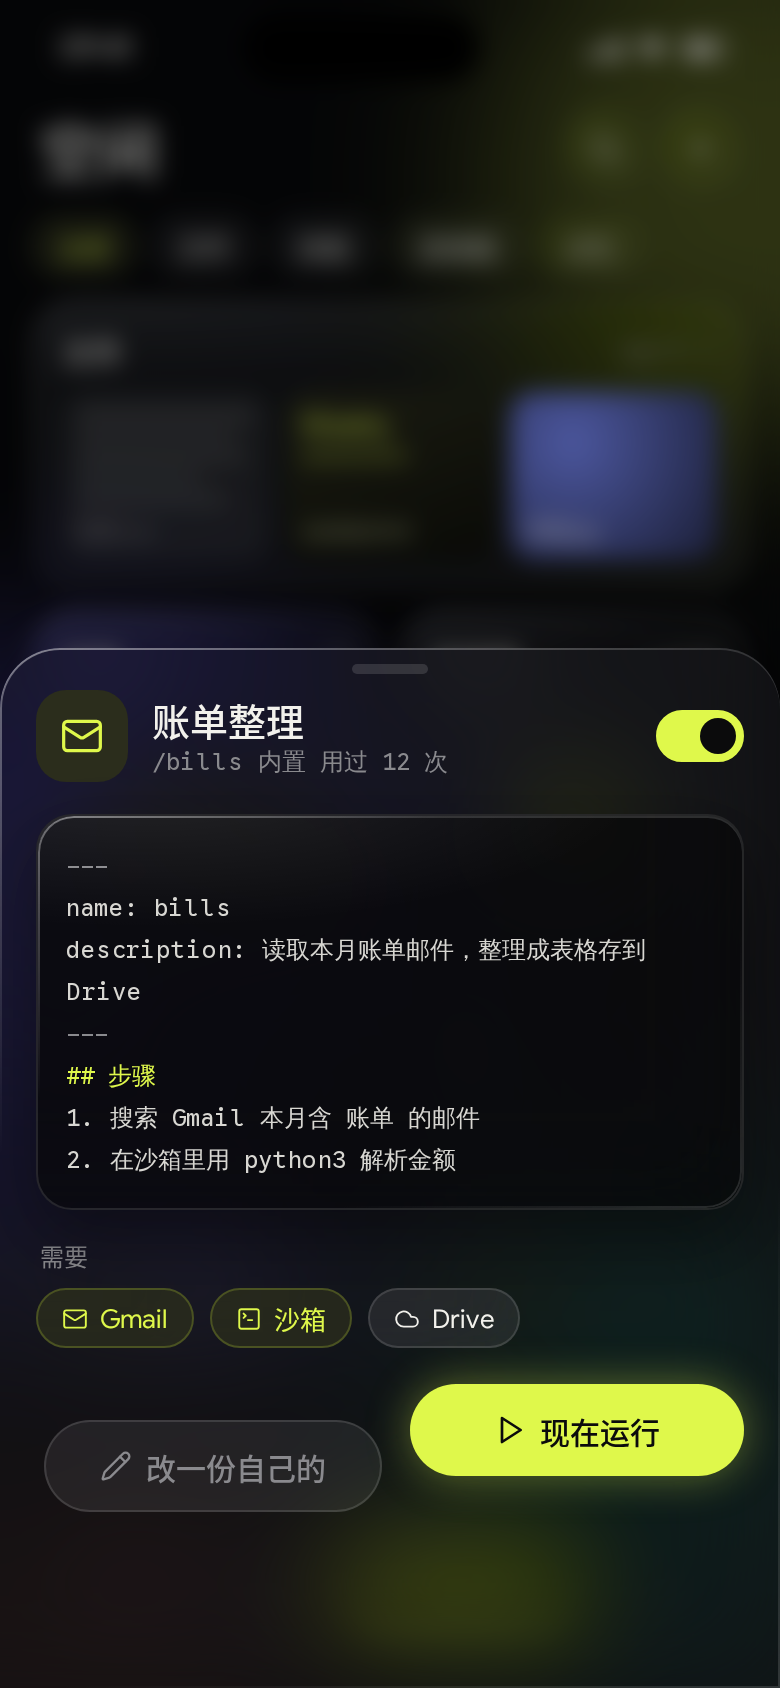 账单整理
/bills 内置 用过 12 次
---
name: bills
description: 读取本月账单邮件，整理成表格存到
Drive
---
## 步骤
1. 搜索 Gmail 本月含 账单 的邮件
2. 在沙箱里用 python3 解析金额
需要
Gmail 沙箱 Drive
现在运行
改一份自己的